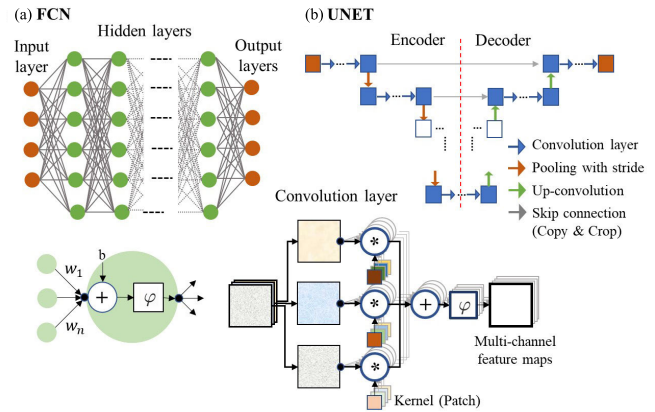 (a) FCN
Hidden layers
Input
layer
Output
layers
w1
wn
b
+
φ
(b) UNET
Encoder
Decoder
Convolution layer
Pooling with stride
Up-convolution
Skip connection
(Copy & Crop)
Convolution layer
*
*
*
+
φ
Multi-channel
feature maps
Kernel (Patch)